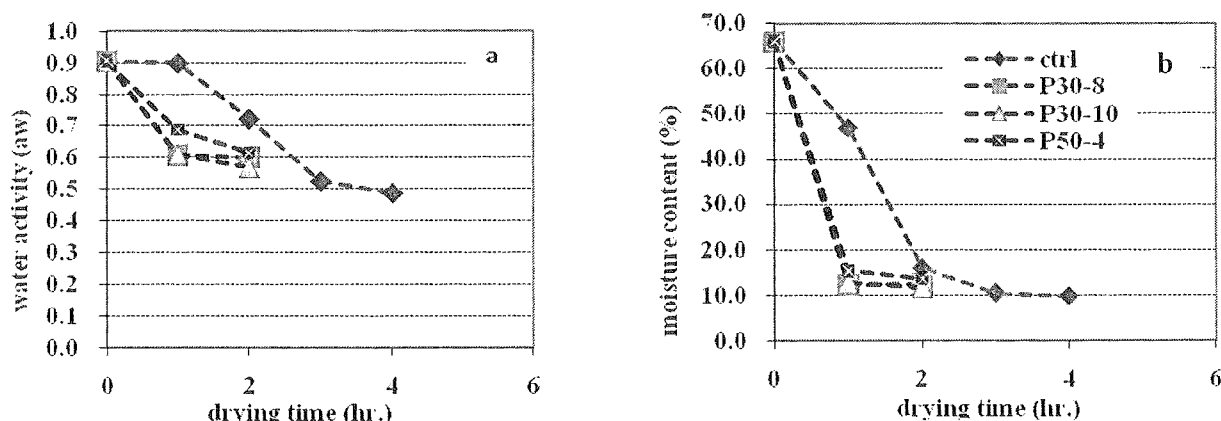 1.0
0.9
0.8
0.7
0.6
0.5
0.4
0.3
0.2
0.1
0.0
water activity (aw)
a
0 2 4 6
drying time (hr.)
70.0
60.0
50.0
40.0
30.0
20.0
10.0
0.0
moisture content (%)
b
ctrl
P30-8
P30-10
P50-4
0 2 4 6
drying time (hr.)